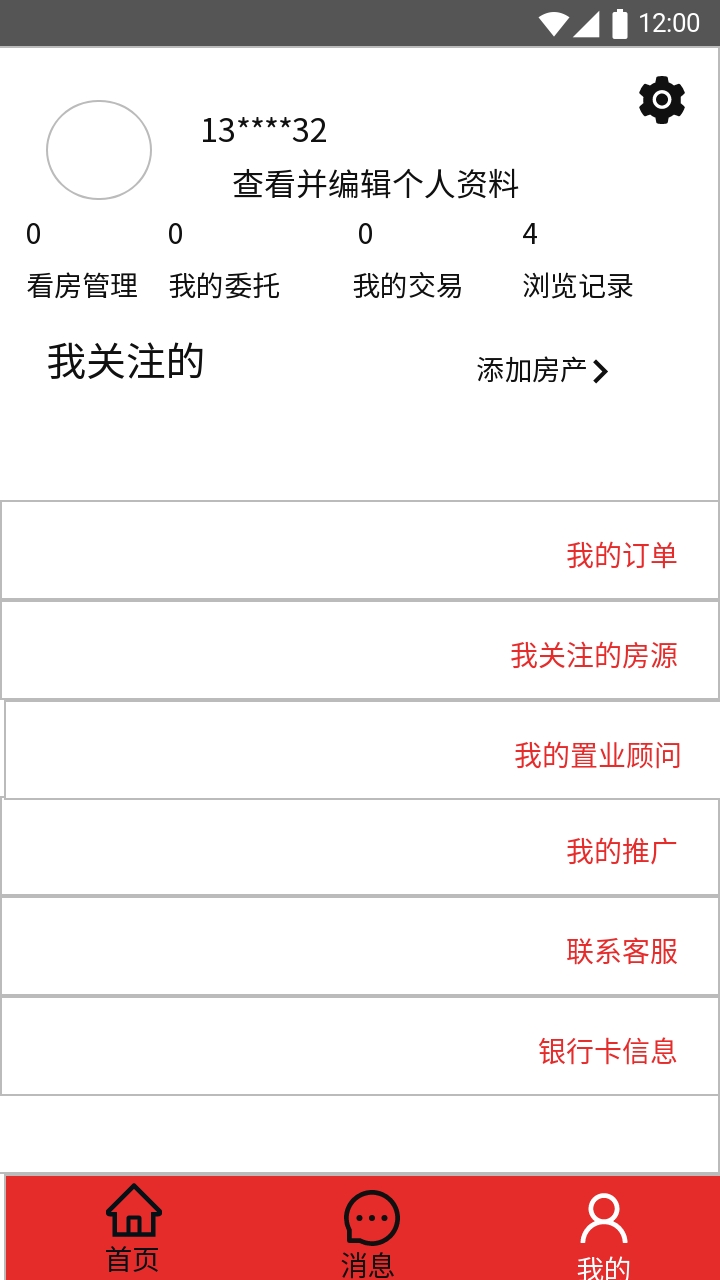 12:00
13****32
查看并编辑个人资料
0 0 0 4
看房管理 我的委托 我的交易 浏览记录
我关注的 添加房产
我的订单
我关注的房源
我的置业顾问
我的推广
联系客服
银行卡信息
首页 消息 我的